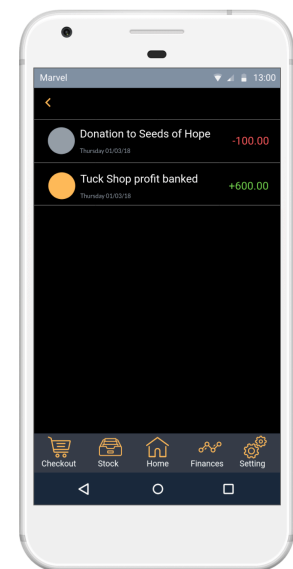 Marvel 13:00
Donation to Seeds of Hope
-100.00
Thursday 01/03/18
Tuck Shop profit banked
+600.00
Thursday 01/03/18
Checkout Stock Home Finances Setting